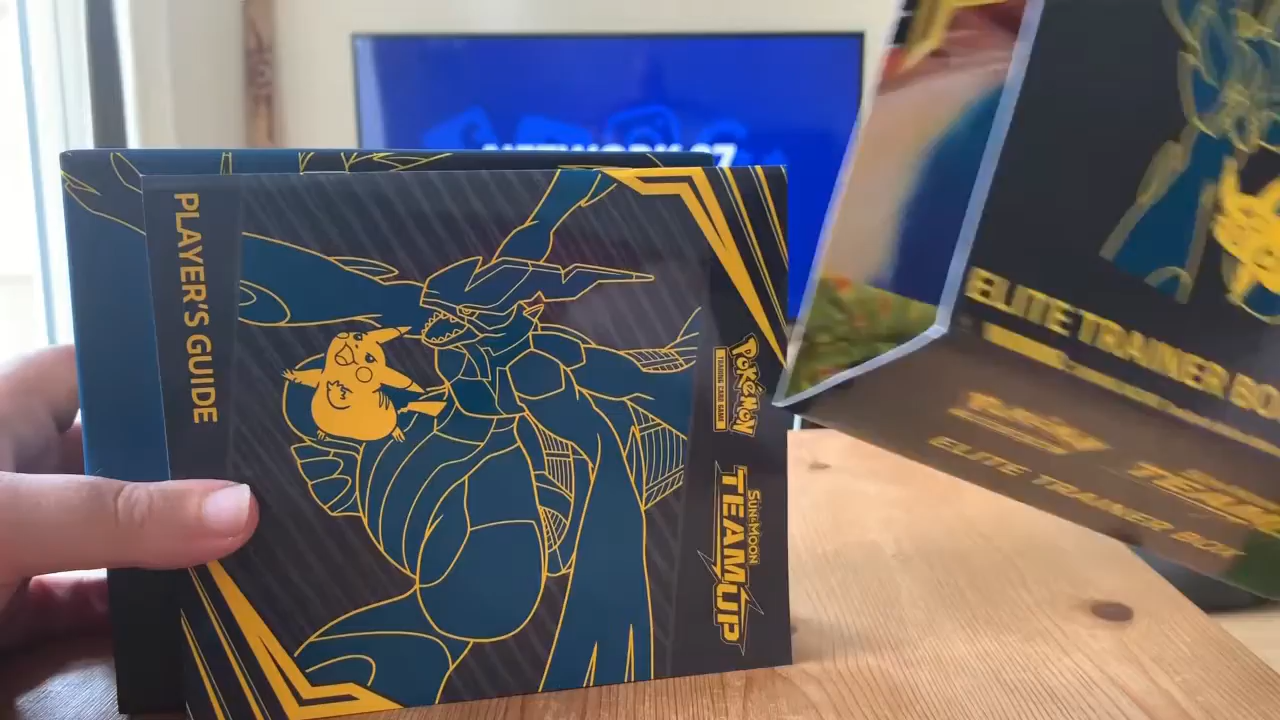 PLAYER'S GUIDE
POKÉMON
TRADING CARD GAME
SUN & MOON
TEAM UP
ELITE TRAINER BO
ELITE TRAINER BOX